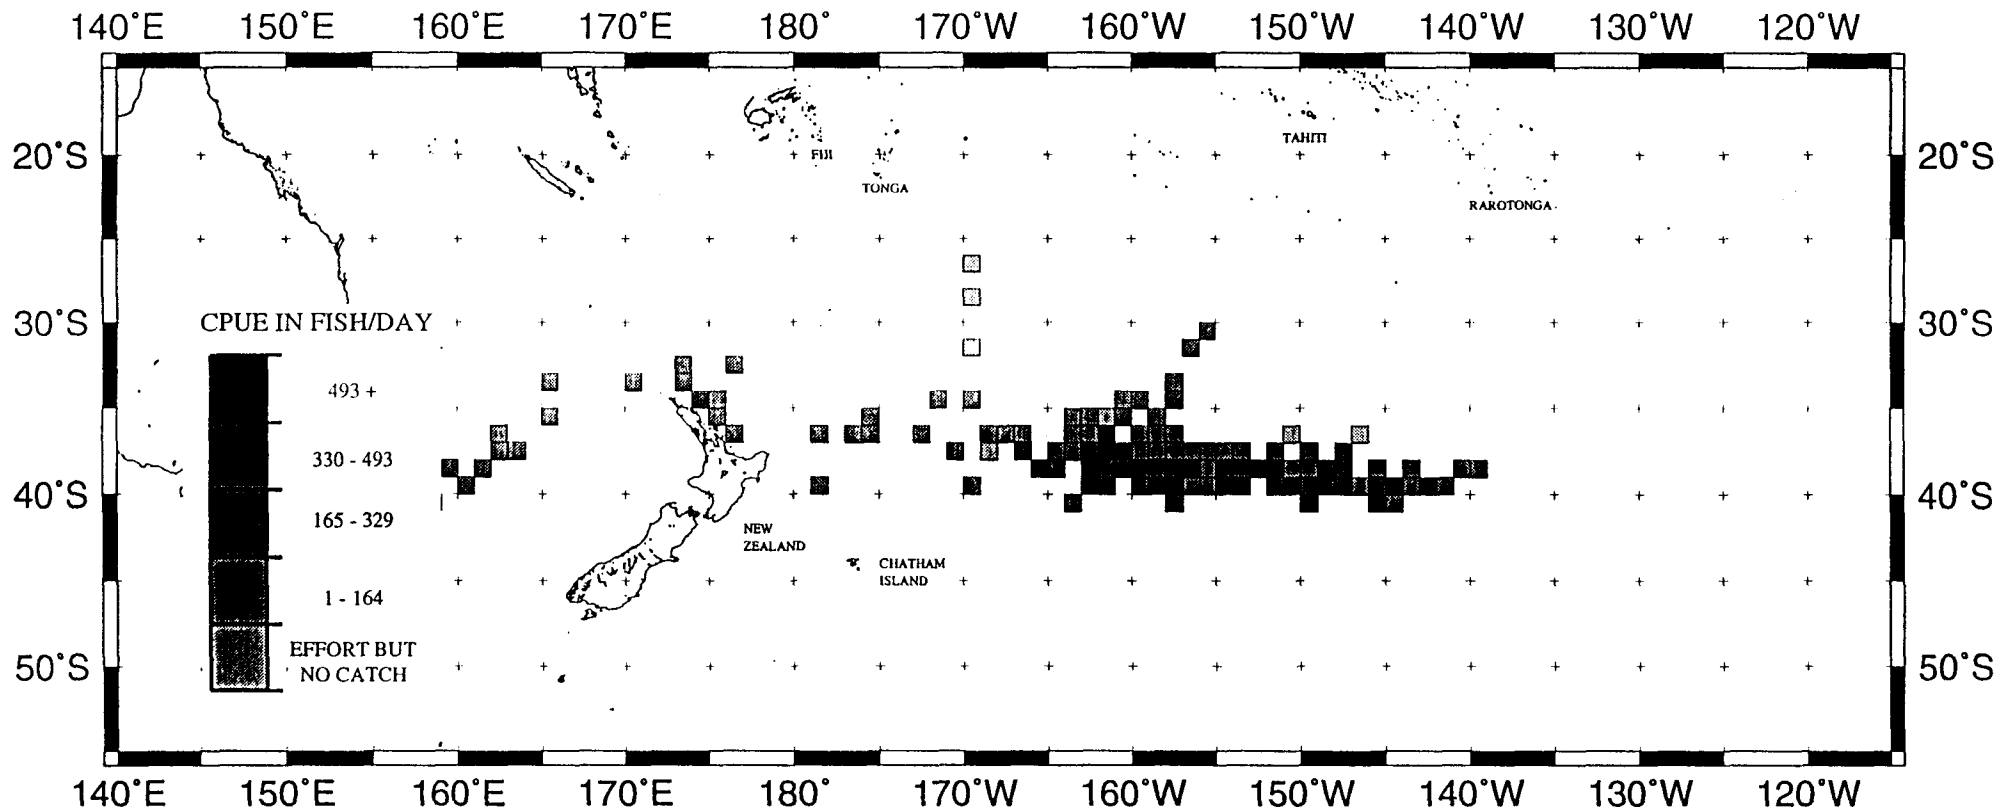 140°E 150°E 160°E 170°E 180° 170°W 160°W 150°W 140°W 130°W 120°W
TAHITI
20°S FIJI 20°S
TONGA
RAROTONGA
CPUE IN FISH/DAY
30°S 30°S
493 +
330 - 493
40°S 40°S
165 - 329
NEW
ZEALAND
CHATHAM
ISLAND
1 - 164
EFFORT BUT
NO CATCH
50°S 50°S
140°E 150°E 160°E 170°E 180° 170°W 160°W 150°W 140°W 130°W 120°W